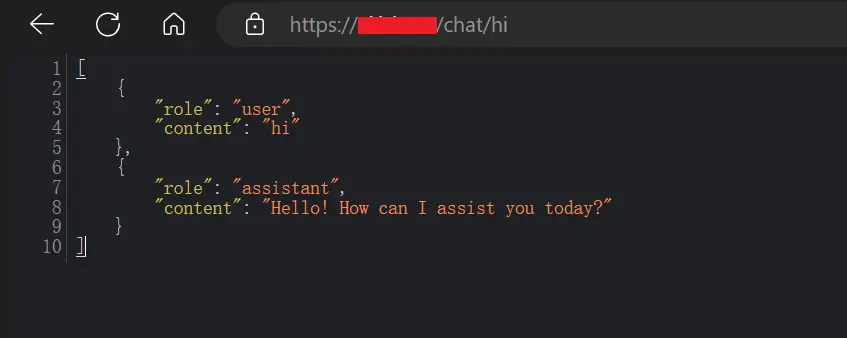 https:// /chat/hi
1 [
2 {
3 "role": "user",
4 "content": "hi"
5 },
6 {
7 "role": "assistant",
8 "content": "Hello! How can I assist you today?"
9 }
10 ]